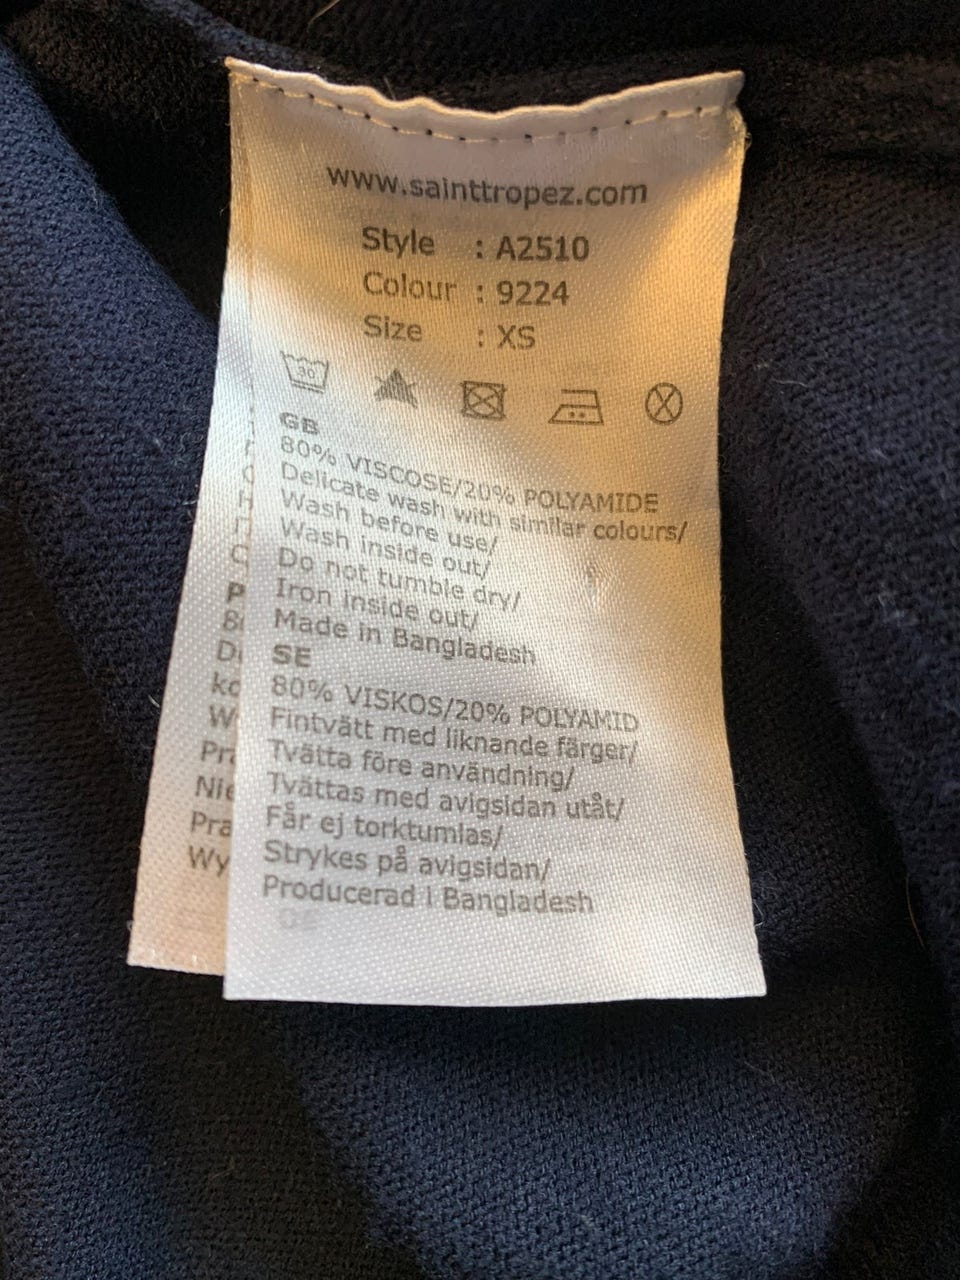 www.sainttropez.com
Style : A2510
Colour : 9224
Size : XS
30
GB
80% VISCOSE/20% POLYAMIDE
Delicate wash with similar colours/
Wash before use/
Wash inside out/
Do not tumble dry/
Iron inside out/
Made in Bangladesh
SE
80% VISKOS/20% POLYAMID
Fintvätt med liknande färger/
Tvätta före användning/
Tvättas med avigsidan utåt/
Får ej torktumlas/
Strykes på avigsidan/
Producerad i Bangladesh